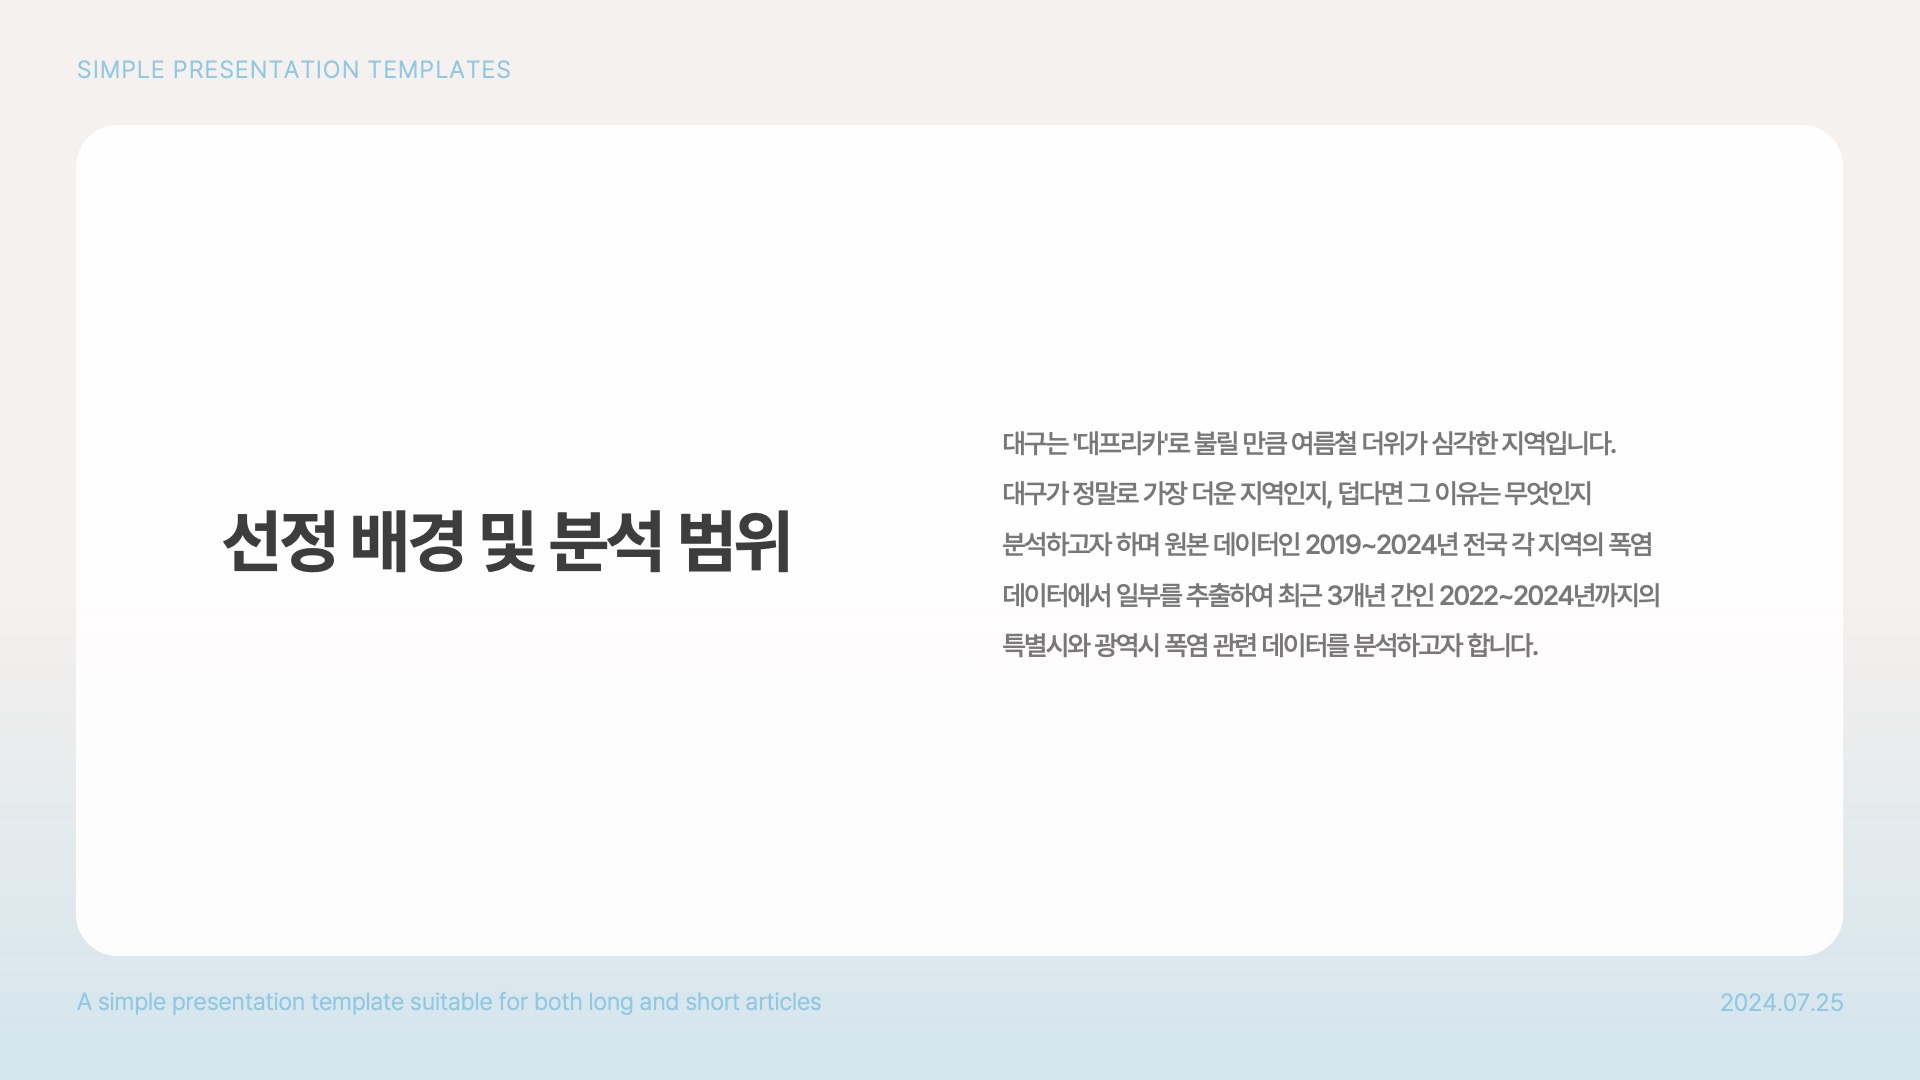 SIMPLE PRESENTATION TEMPLATES
선정 배경 및 분석 범위
대구는 '대프리카'로 불릴 만큼 여름철 더위가 심각한 지역입니다.
대구가 정말로 가장 더운 지역인지, 덥다면 그 이유는 무엇인지
분석하고자 하며 원본 데이터인 2019~2024년 전국 각 지역의 폭염
데이터에서 일부를 추출하여 최근 3개년 간인 2022~2024년까지의
특별시와 광역시 폭염 관련 데이터를 분석하고자 합니다.
A simple presentation template suitable for both long and short articles
2024.07.25